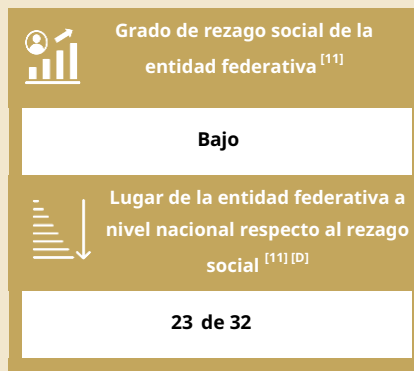 Grado de rezago social de la
entidad federativa [11]
Bajo
Lugar de la entidad federativa a
nivel nacional respecto al rezago
social [11] [D]
23 de 32